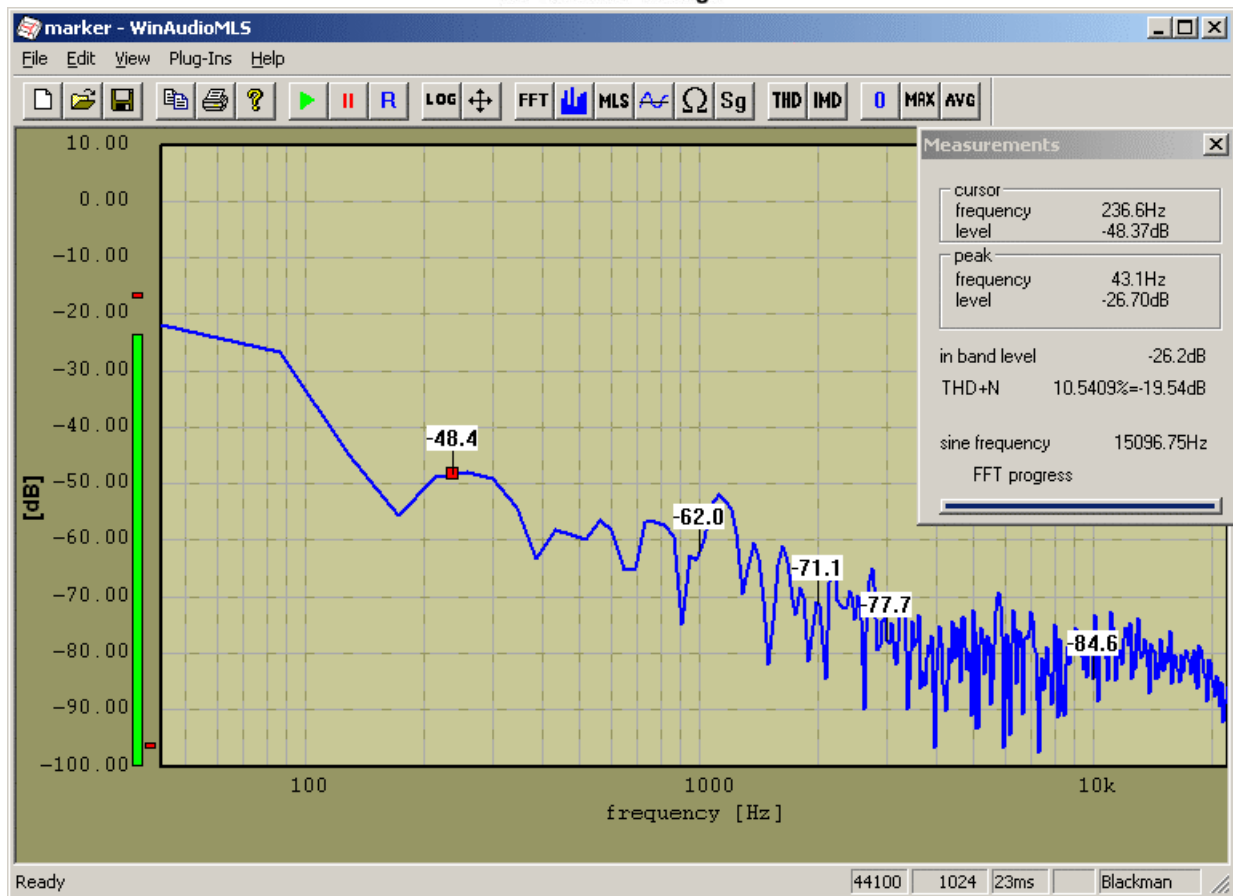 marker - WinAudioMLS
File Edit View Plug-Ins Help
R LOG FFT MLS Ω Sg THD IMD 0 MAX AVG
10.00
0.00
-10.00
-20.00
-30.00
-40.00
-50.00
-60.00
-70.00
-80.00
-90.00
-100.00
[dB]
-48.4
-62.0
-71.1
-77.7
-84.6
100 1000 10k
frequency [Hz]
Measurements
cursor
frequency 236.6Hz
level -48.37dB
peak
frequency 43.1Hz
level -26.70dB
in band level -26.2dB
THD+N 10.5409%=-19.54dB
sine frequency 15096.75Hz
FFT progress
Ready 44100 1024 23ms Blackman